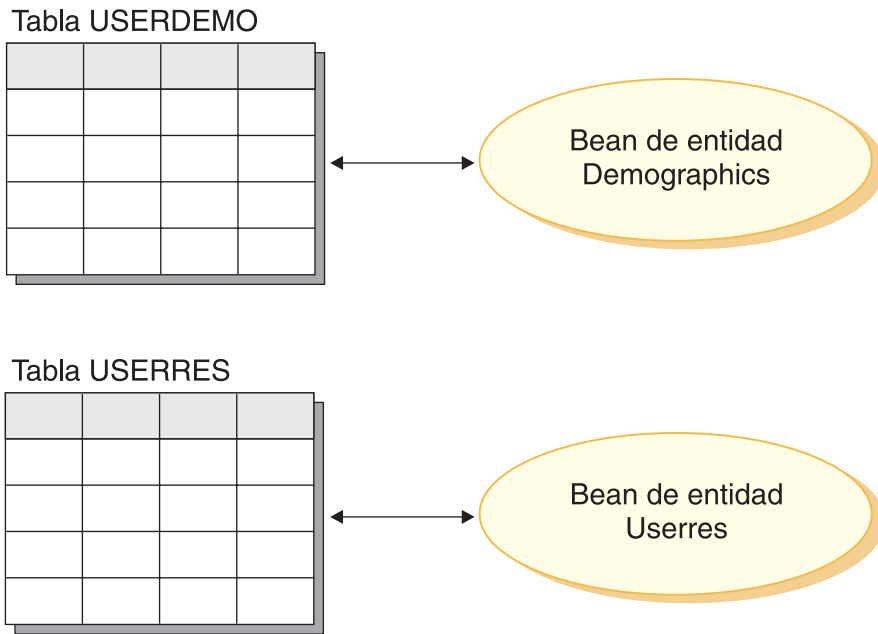 Tabla USERDEMO
Bean de entidad
Demographics
Tabla USERRES
Bean de entidad
Userres